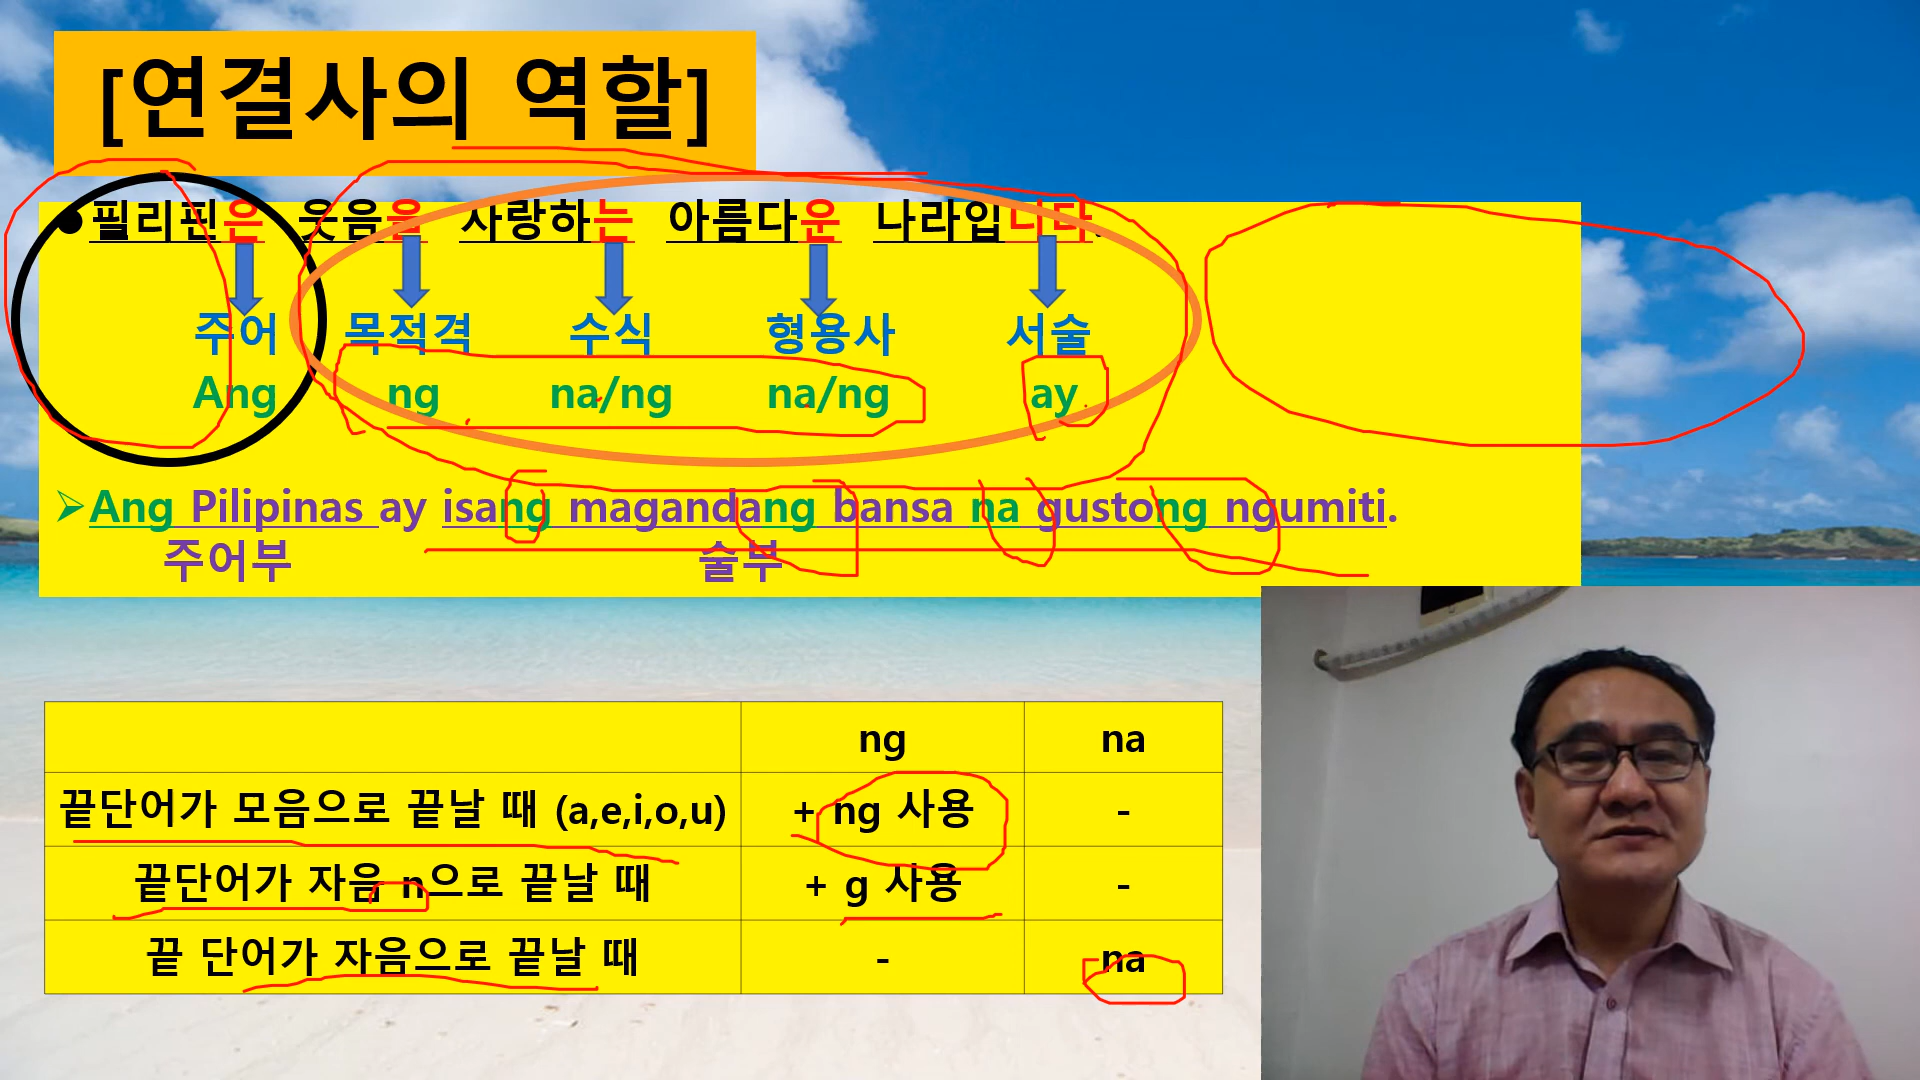 [연결사의 역할]
● 필리핀은 웃음을 사랑하는 아름다운 나라입니다.
주어 목적격 수식 형용사 서술
Ang ng na/ng na/ng ay
➢ Ang Pilipinas ay isang magandang bansa na gustong ngumiti.
주어부 술부
ng na
끝단어가 모음으로 끝날 때 (a,e,i,o,u) + ng 사용 -
끝단어가 자음 n으로 끝날 때 + g 사용 -
끝 단어가 자음으로 끝날 때 - na